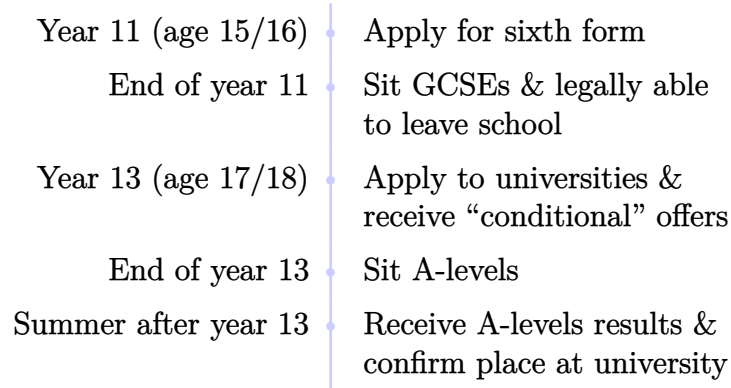 Year 11 (age 15/16) Apply for sixth form
End of year 11 Sit GCSEs & legally able
to leave school
Year 13 (age 17/18) Apply to universities &
receive “conditional” offers
End of year 13 Sit A-levels
Summer after year 13 Receive A-levels results &
confirm place at university